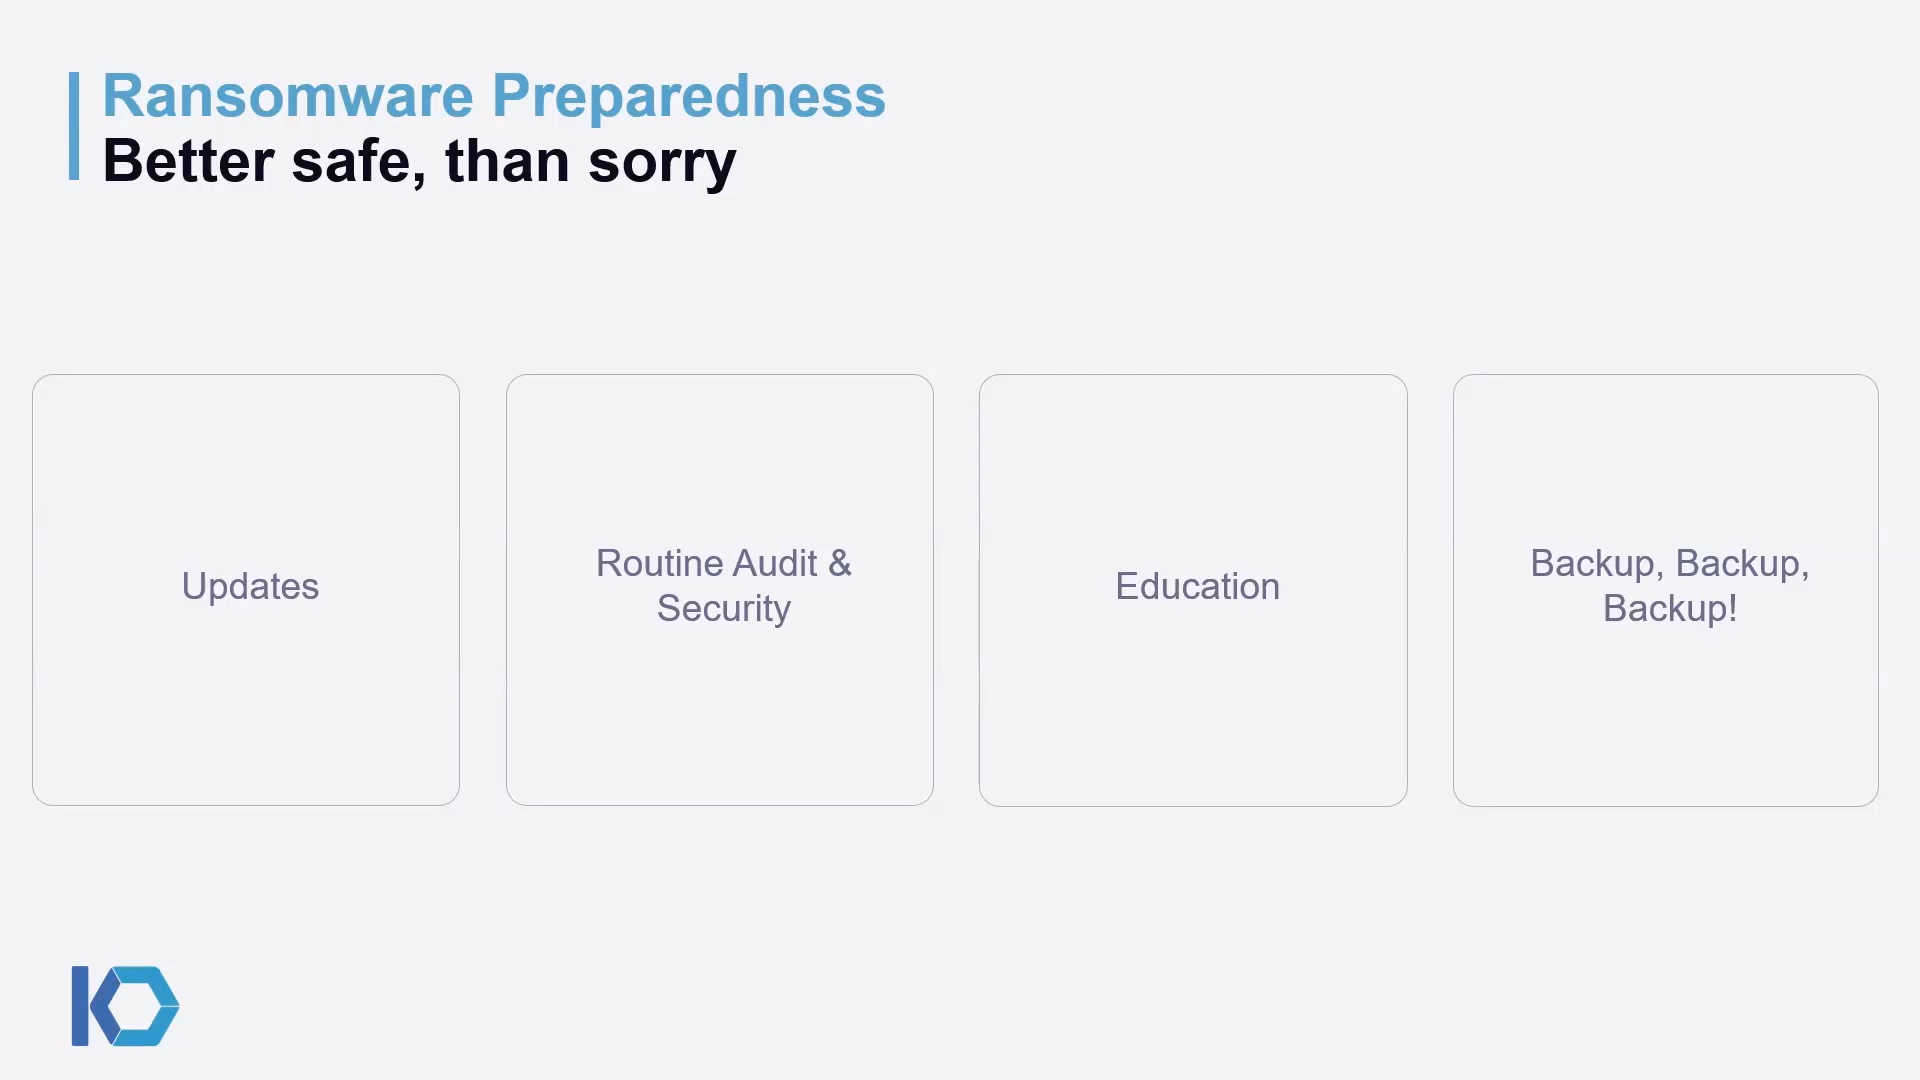 Ransomware Preparedness
Better safe, than sorry
Updates
Routine Audit &
Security
Education
Backup, Backup,
Backup!